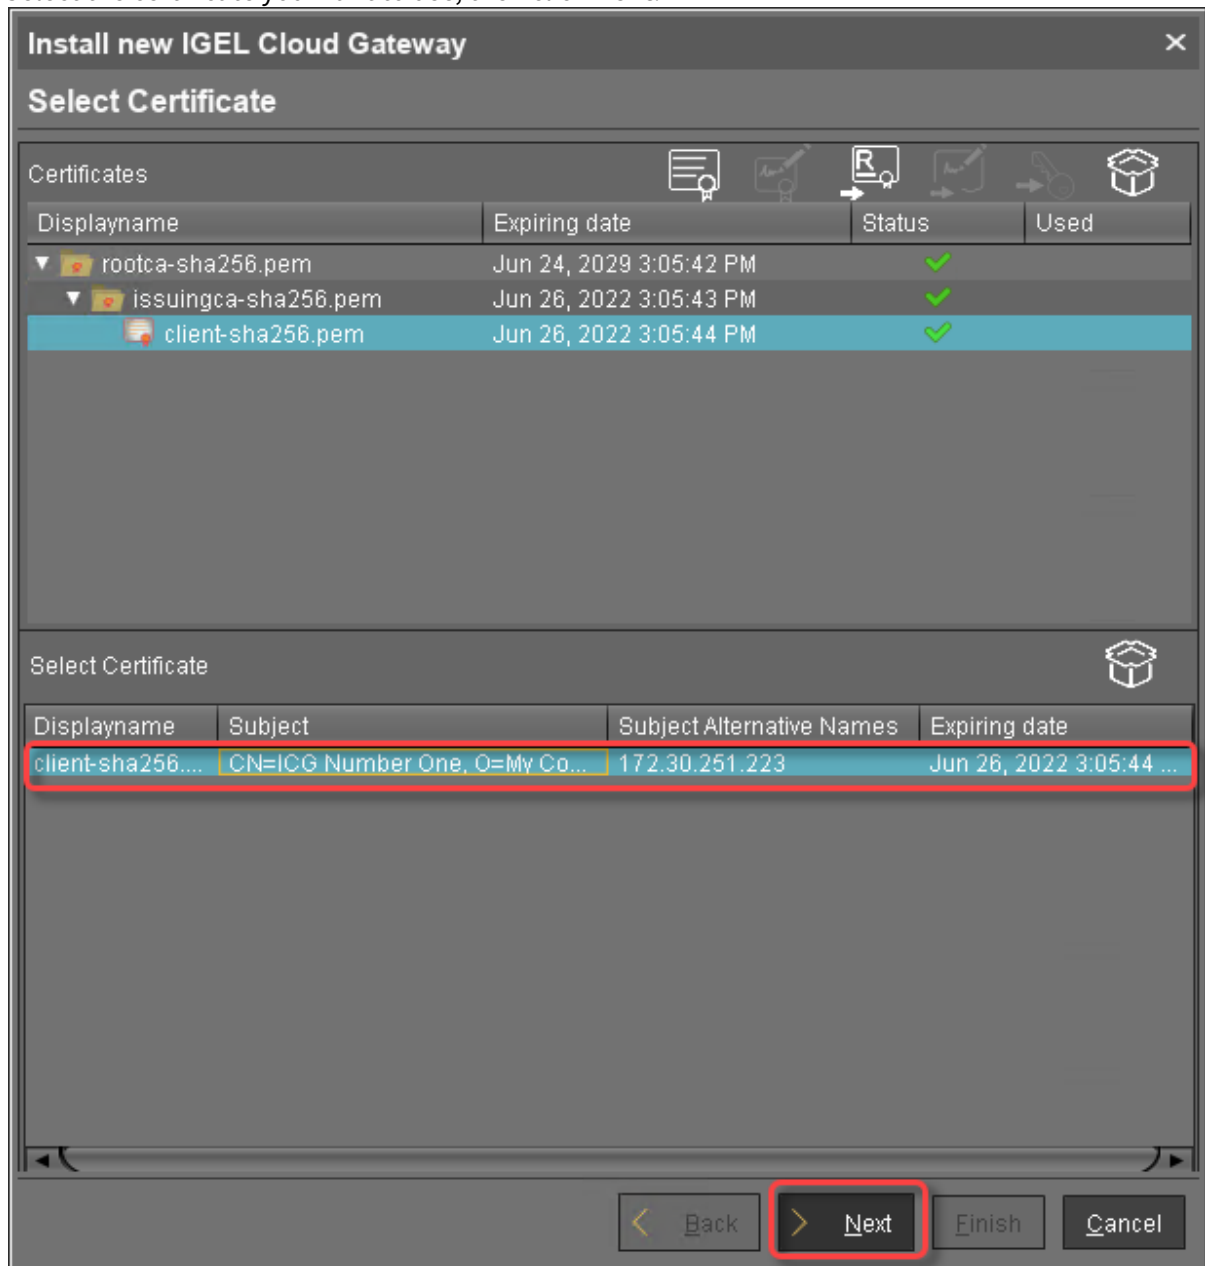 Install new IGEL Cloud Gateway
Select Certificate
Certificates
Displayname Expiring date Status Used
rootca-sha256.pem Jun 24, 2029 3:05:42 PM
issuingca-sha256.pem Jun 26, 2022 3:05:43 PM
client-sha256.pem Jun 26, 2022 3:05:44 PM
Select Certificate
Displayname Subject Subject Alternative Names Expiring date
client-sha256.... CN=ICG Number One, O=My Co... 172.30.251.223 Jun 26, 2022 3:05:44 ...
Back Next Finish Cancel